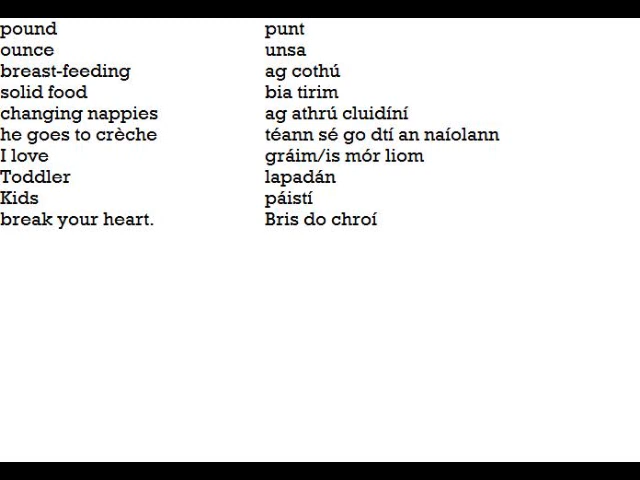 pound punt
ounce unsa
breast-feeding ag cothú
solid food bia tirim
changing nappies ag athrú cluidíní
he goes to crèche téann sé go dtí an naíolann
I love gráim/is mór liom
Toddler lapadán
Kids páistí
break your heart. Bris do chroí